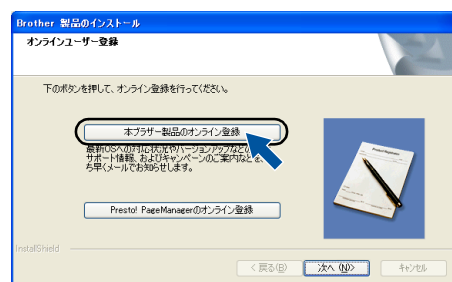 Brother 製品のインストール
オンラインユーザー登録
下のボタンを押して、オンライン登録を行ってください。
本ブラザー製品のオンライン登録
最新OSへの対応状況やバージョンアップなどの
サポート情報、およびキャンペーンのご案内などを
ち早くメールでお知らせします。
Presto! PageManagerのオンライン登録
Product Registration
InstallShield
< 戻る(B)
次へ (N)>
キャンセル